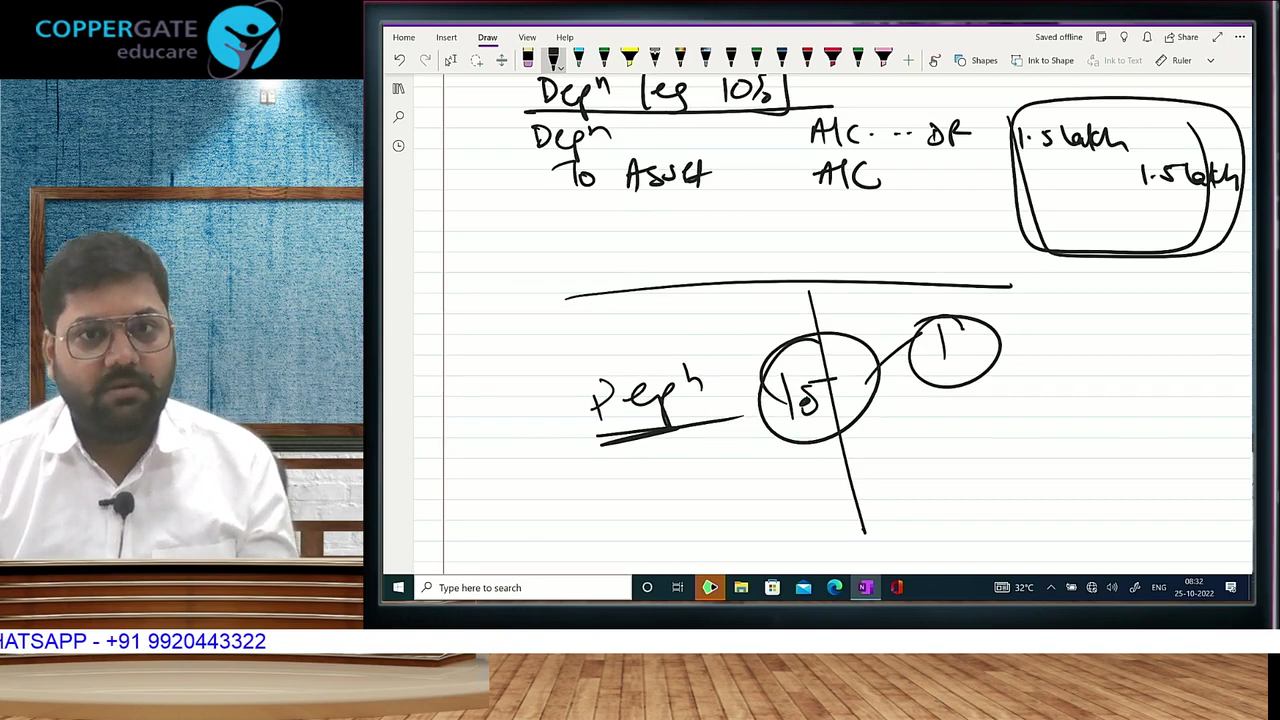 COPPERGATE
educare
Home Insert Draw View Help
Saved offline
Share
Shapes
Ink to Shape
Ink to Text
Ruler
Depn [eg 10%]
Depn A/C ... DR 1.5 lakh
To Asset A/C 1.5 lakh
Depn 1.5 1
Type here to search
32°C
ENG
08:32
25-10-2022
HATSAPP - +91 9920443322